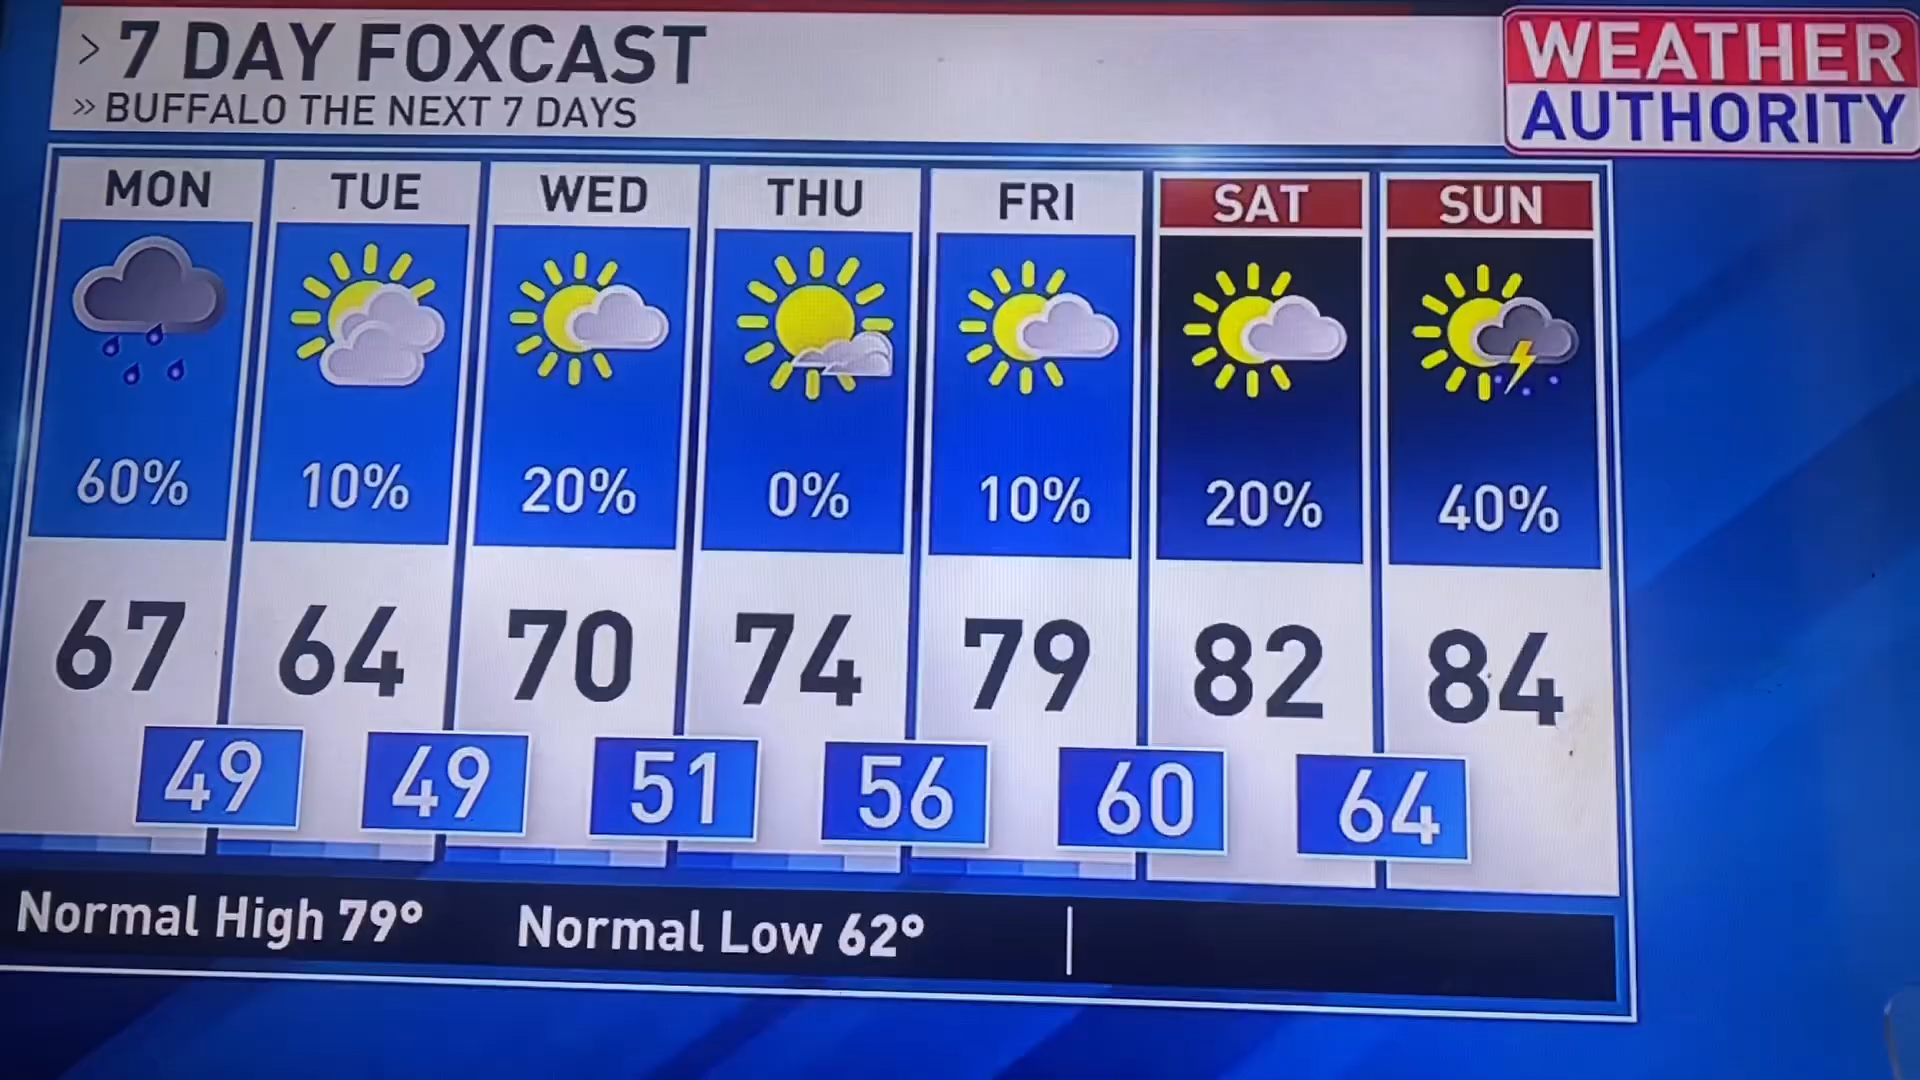 > 7 DAY FOXCAST
» BUFFALO THE NEXT 7 DAYS
WEATHER
AUTHORITY
MON TUE WED THU FRI SAT SUN
60% 10% 20% 0% 10% 20% 40%
67 64 70 74 79 82 84
49 49 51 56 60 64
Normal High 79° Normal Low 62°